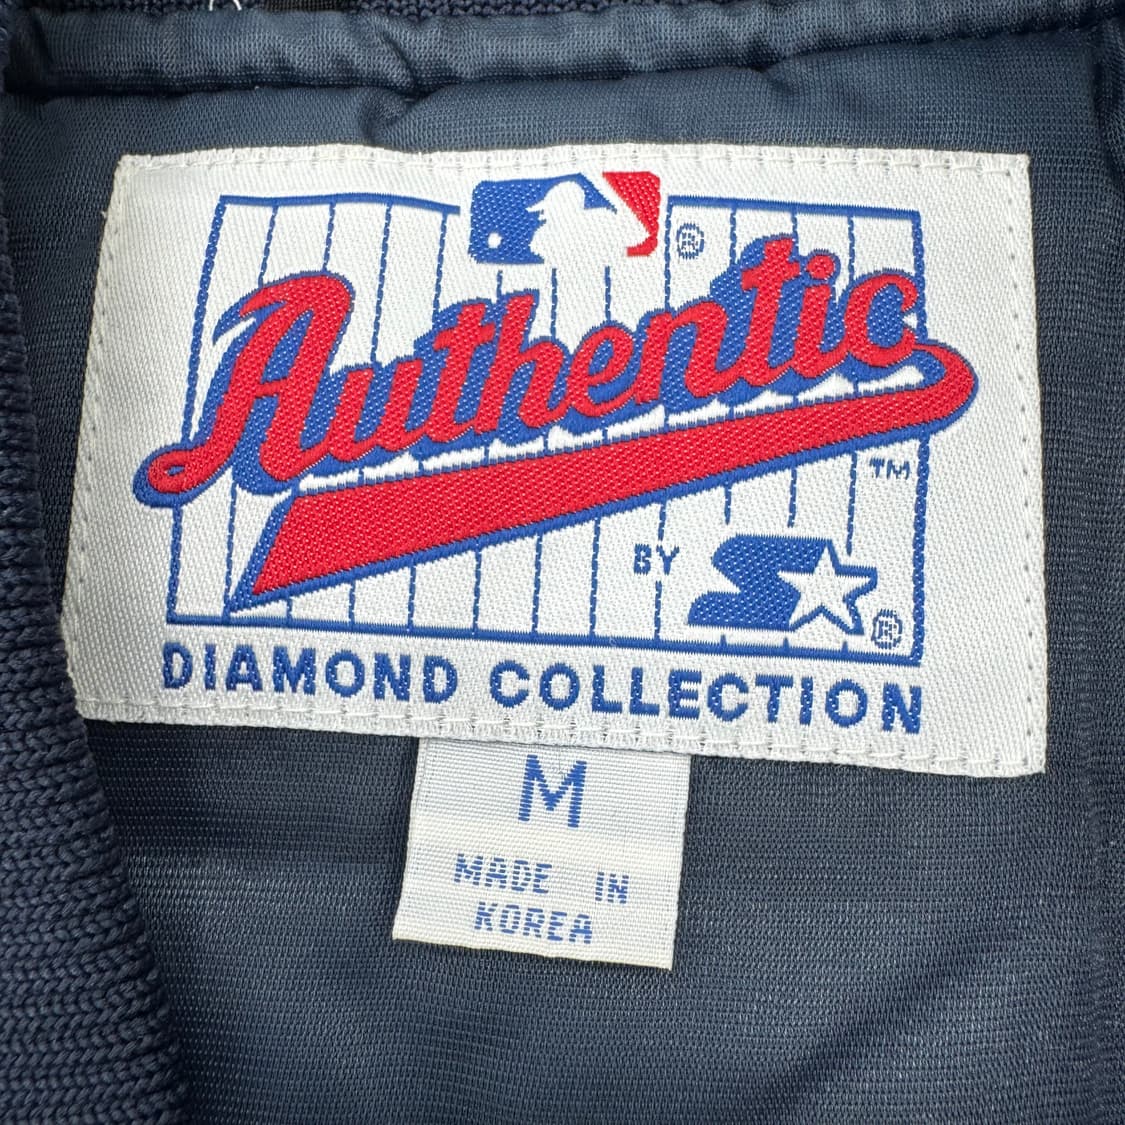 ®
Authentic
TM
BY
®
DIAMOND COLLECTION
M
MADE IN
KOREA